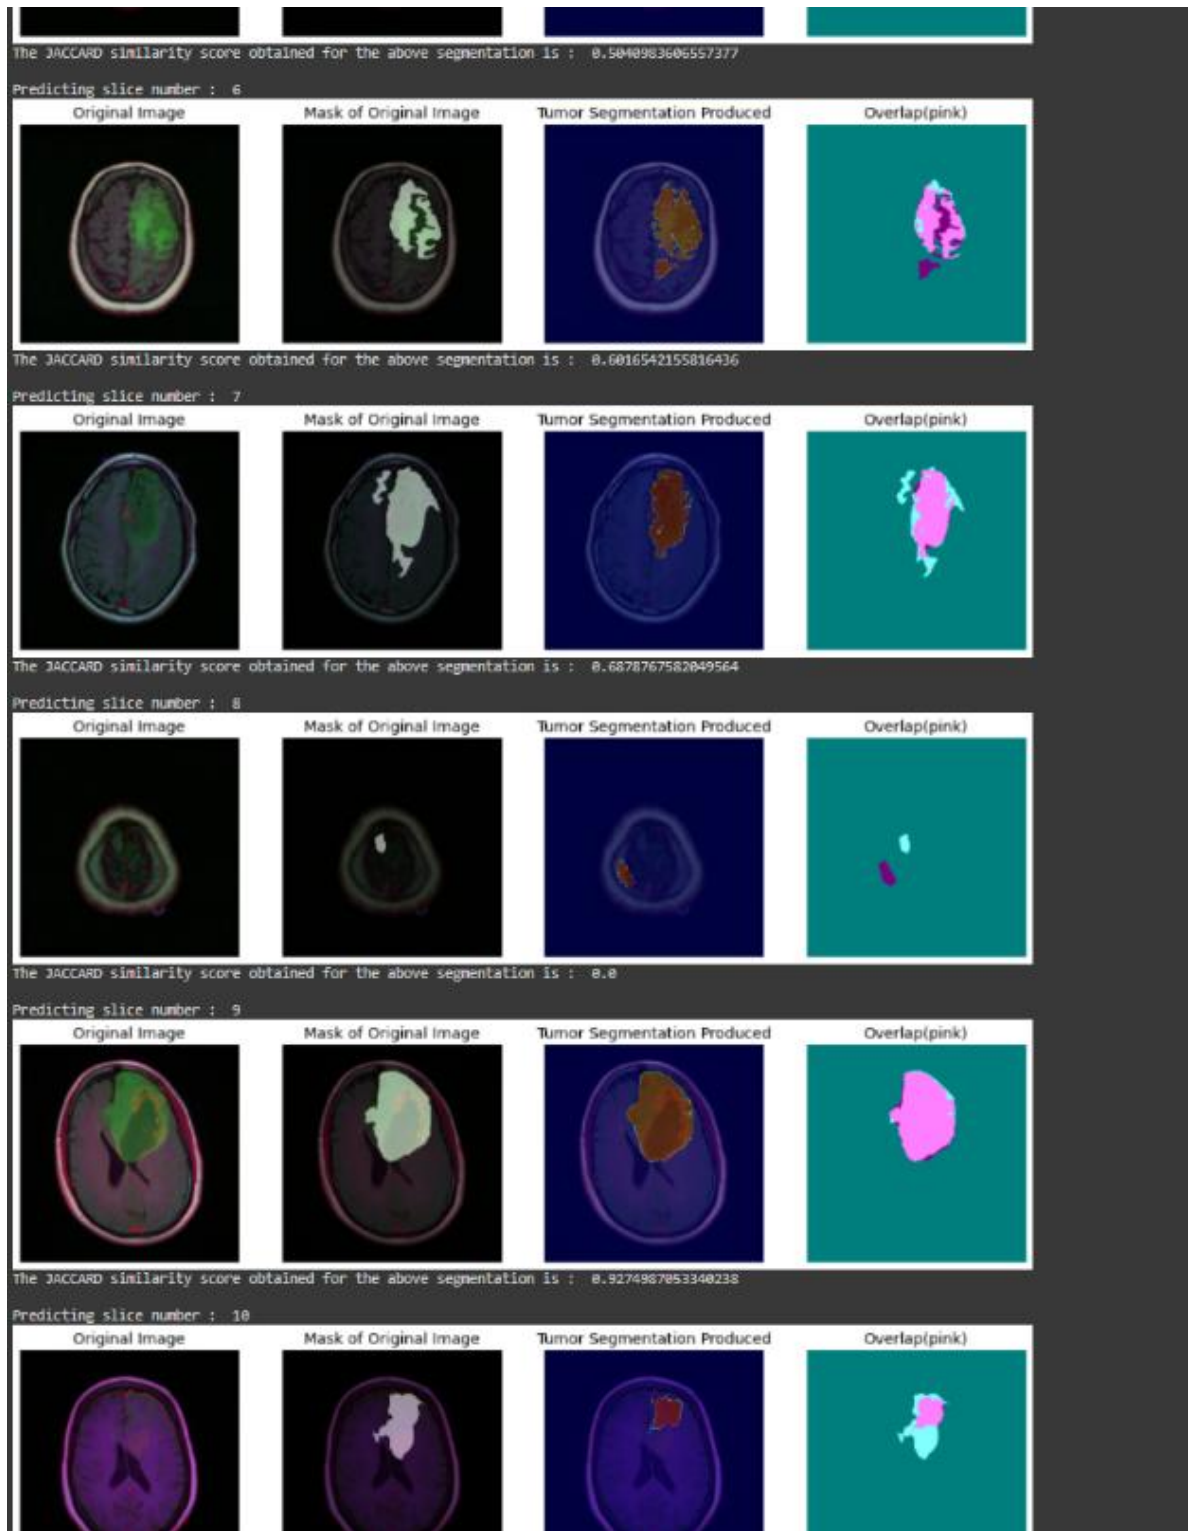 The JACCARD similarity score obtained for the above segmentation is : 0.5040983606557377
Predicting slice number : 6
Original Image Mask of Original Image Tumor Segmentation Produced Overlap(pink)
The JACCARD similarity score obtained for the above segmentation is : 0.6016542155816436
Predicting slice number : 7
Original Image Mask of Original Image Tumor Segmentation Produced Overlap(pink)
The JACCARD similarity score obtained for the above segmentation is : 0.6878767582049564
Predicting slice number : 8
Original Image Mask of Original Image Tumor Segmentation Produced Overlap(pink)
The JACCARD similarity score obtained for the above segmentation is : 0.0
Predicting slice number : 9
Original Image Mask of Original Image Tumor Segmentation Produced Overlap(pink)
The JACCARD similarity score obtained for the above segmentation is : 0.9274987053340238
Predicting slice number : 10
Original Image Mask of Original Image Tumor Segmentation Produced Overlap(pink)